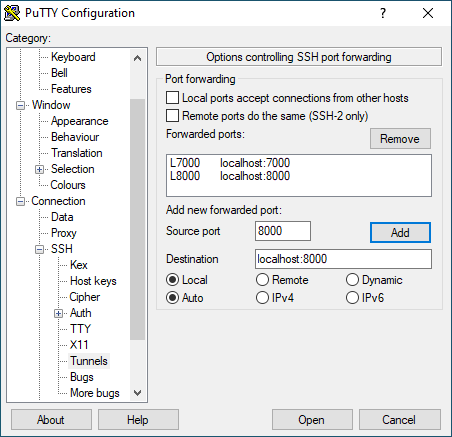 PuTTY Configuration
?
Category:
Keyboard
Bell
Features
Window
Appearance
Behaviour
Translation
Selection
Colours
Connection
Data
Proxy
SSH
Kex
Host keys
Cipher
Auth
TTY
X11
Tunnels
Bugs
More bugs
Options controlling SSH port forwarding
Port forwarding
Local ports accept connections from other hosts
Remote ports do the same (SSH-2 only)
Forwarded ports:
Remove
L7000 localhost:7000
L8000 localhost:8000
Add new forwarded port:
Source port 8000 Add
Destination localhost:8000
Local Remote Dynamic
Auto IPv4 IPv6
About Help Open Cancel